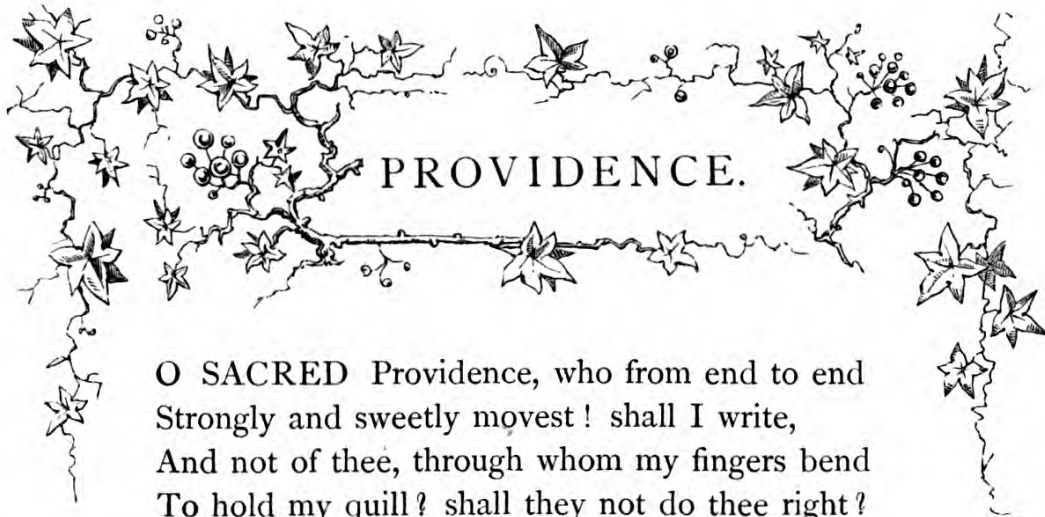 PROVIDENCE.
O SACRED Providence, who from end to end
Strongly and sweetly movest ! shall I write,
And not of thee, through whom my fingers bend
To hold my quill ? shall they not do thee right ?